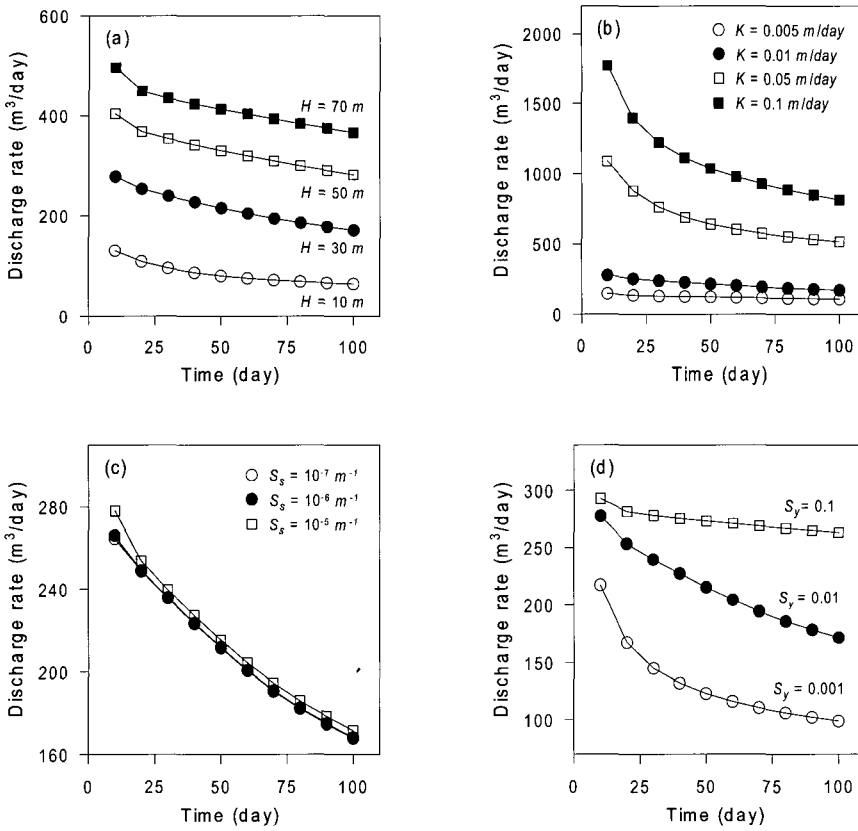 (a)
Discharge rate (m³/day)
600
400
200
0
H = 70 m
H = 50 m
H = 30 m
H = 10 m
0 25 50 75 100
Time (day)
(b)
Discharge rate (m³/day)
2000
1500
1000
500
0
K = 0.005 m/day
K = 0.01 m/day
K = 0.05 m/day
K = 0.1 m/day
0 25 50 75 100
Time (day)
(c)
Discharge rate (m³/day)
280
240
200
160
Sₛ = 10⁻⁷ m⁻¹
Sₛ = 10⁻⁶ m⁻¹
Sₛ = 10⁻⁵ m⁻¹
0 25 50 75 100
Time (day)
(d)
Discharge rate (m³/day)
300
250
200
150
100
S_y = 0.1
S_y = 0.01
S_y = 0.001
0 25 50 75 100
Time (day)